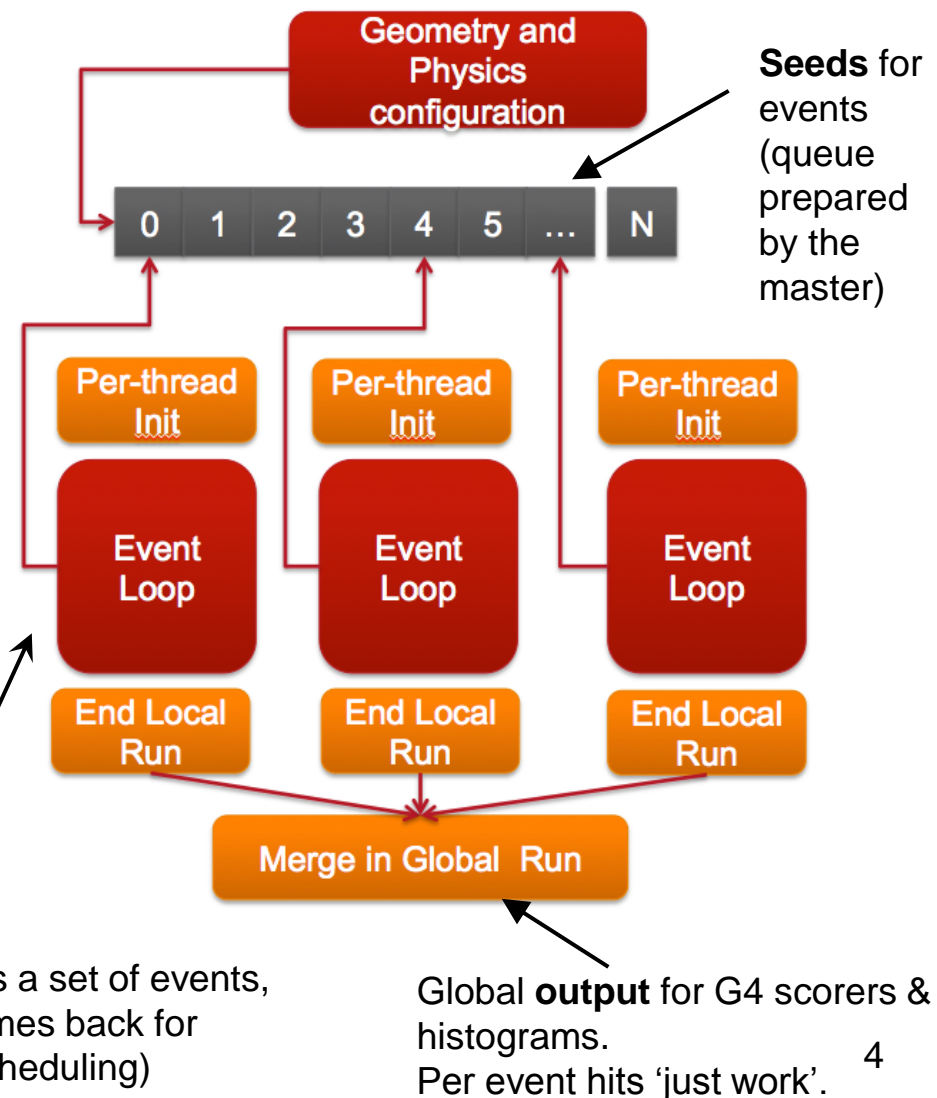 Geometry and
Physics
configuration
Seeds for
events
(queue
prepared
by the
master)
0 1 2 3 4 5 ... N
Per-thread
Init
Per-thread
Init
Per-thread
Init
Event
Loop
Event
Loop
Event
Loop
End Local
Run
End Local
Run
End Local
Run
Merge in Global Run
a set of events,
back for
Global output for G4 scorers &
histograms.
Per event hits ‘just work’.
4